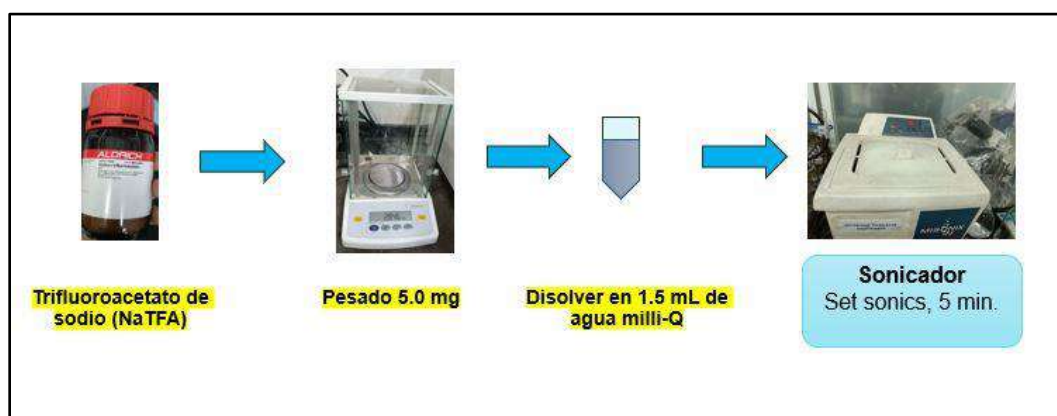 ALDRICH
Trifluoroacetato de
sodio (NaTFA)
Pesado 5.0 mg
Disolver en 1.5 mL de
agua milli-Q
Sonicador
Set sonics, 5 min.